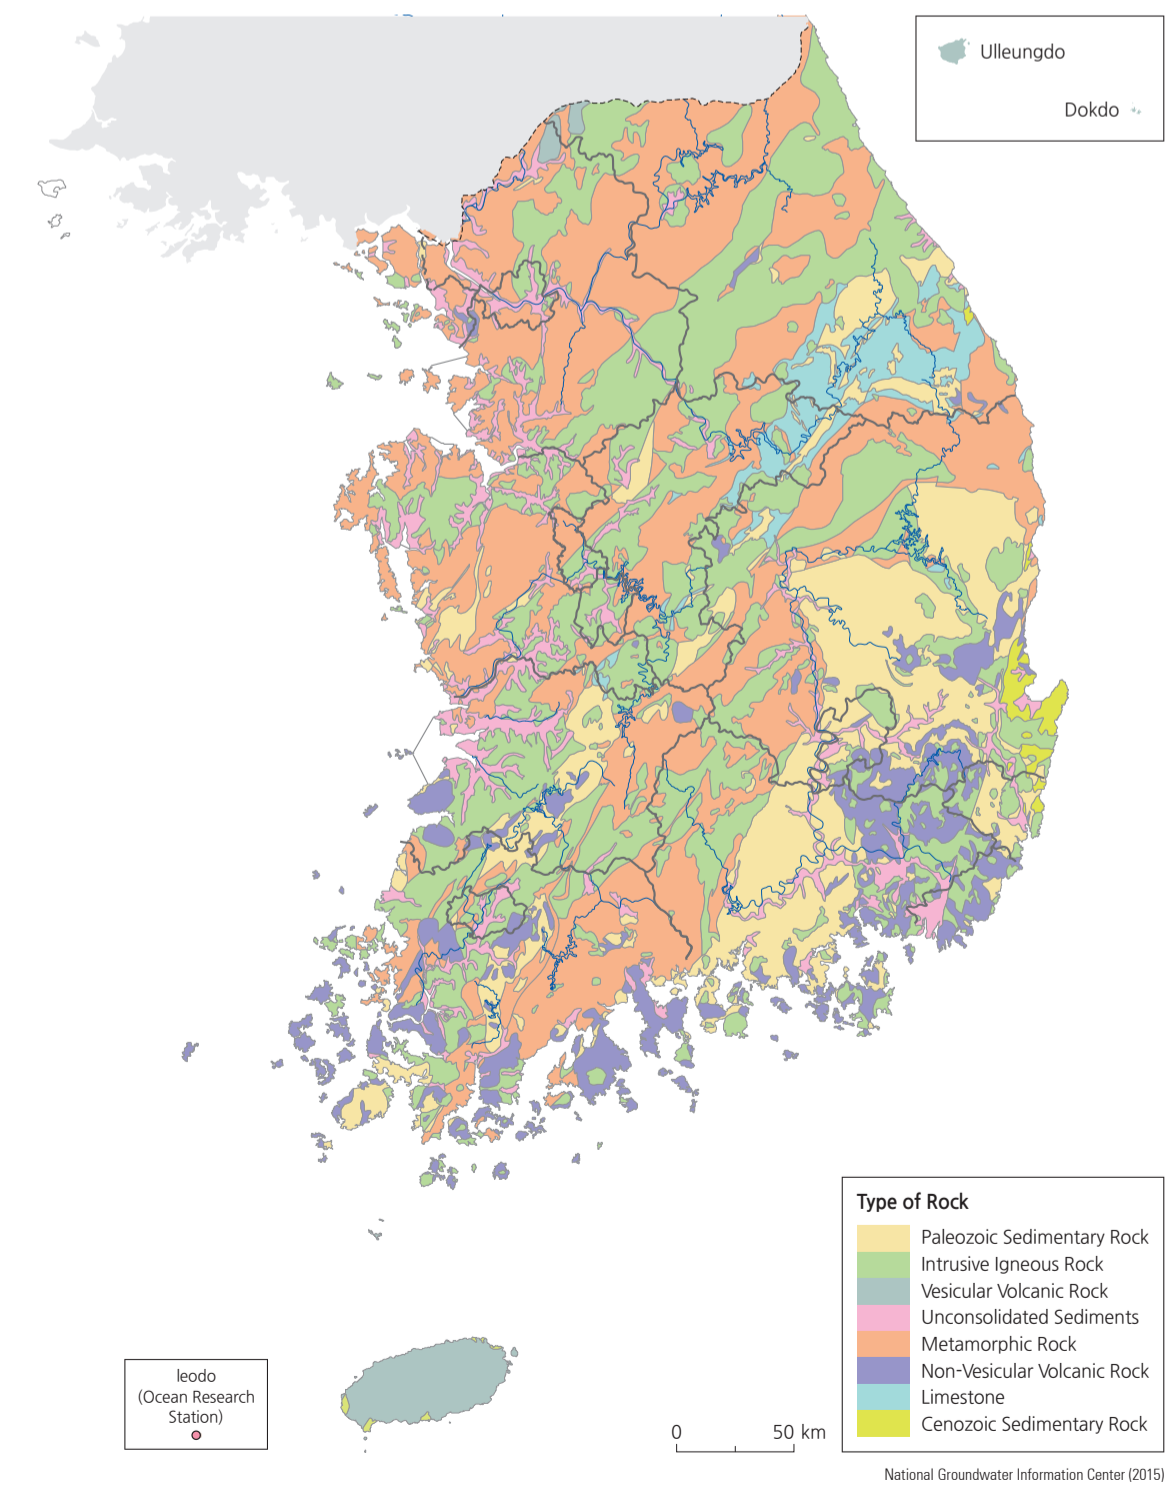 Ulleungdo
Dokdo
Type of Rock
Paleozoic Sedimentary Rock
Intrusive Igneous Rock
Vesicular Volcanic Rock
Unconsolidated Sediments
Metamorphic Rock
Non-Vesicular Volcanic Rock
Limestone
Cenozoic Sedimentary Rock
Ieodo
(Ocean Research
Station)
0 50 km
National Groundwater Information Center (2015)